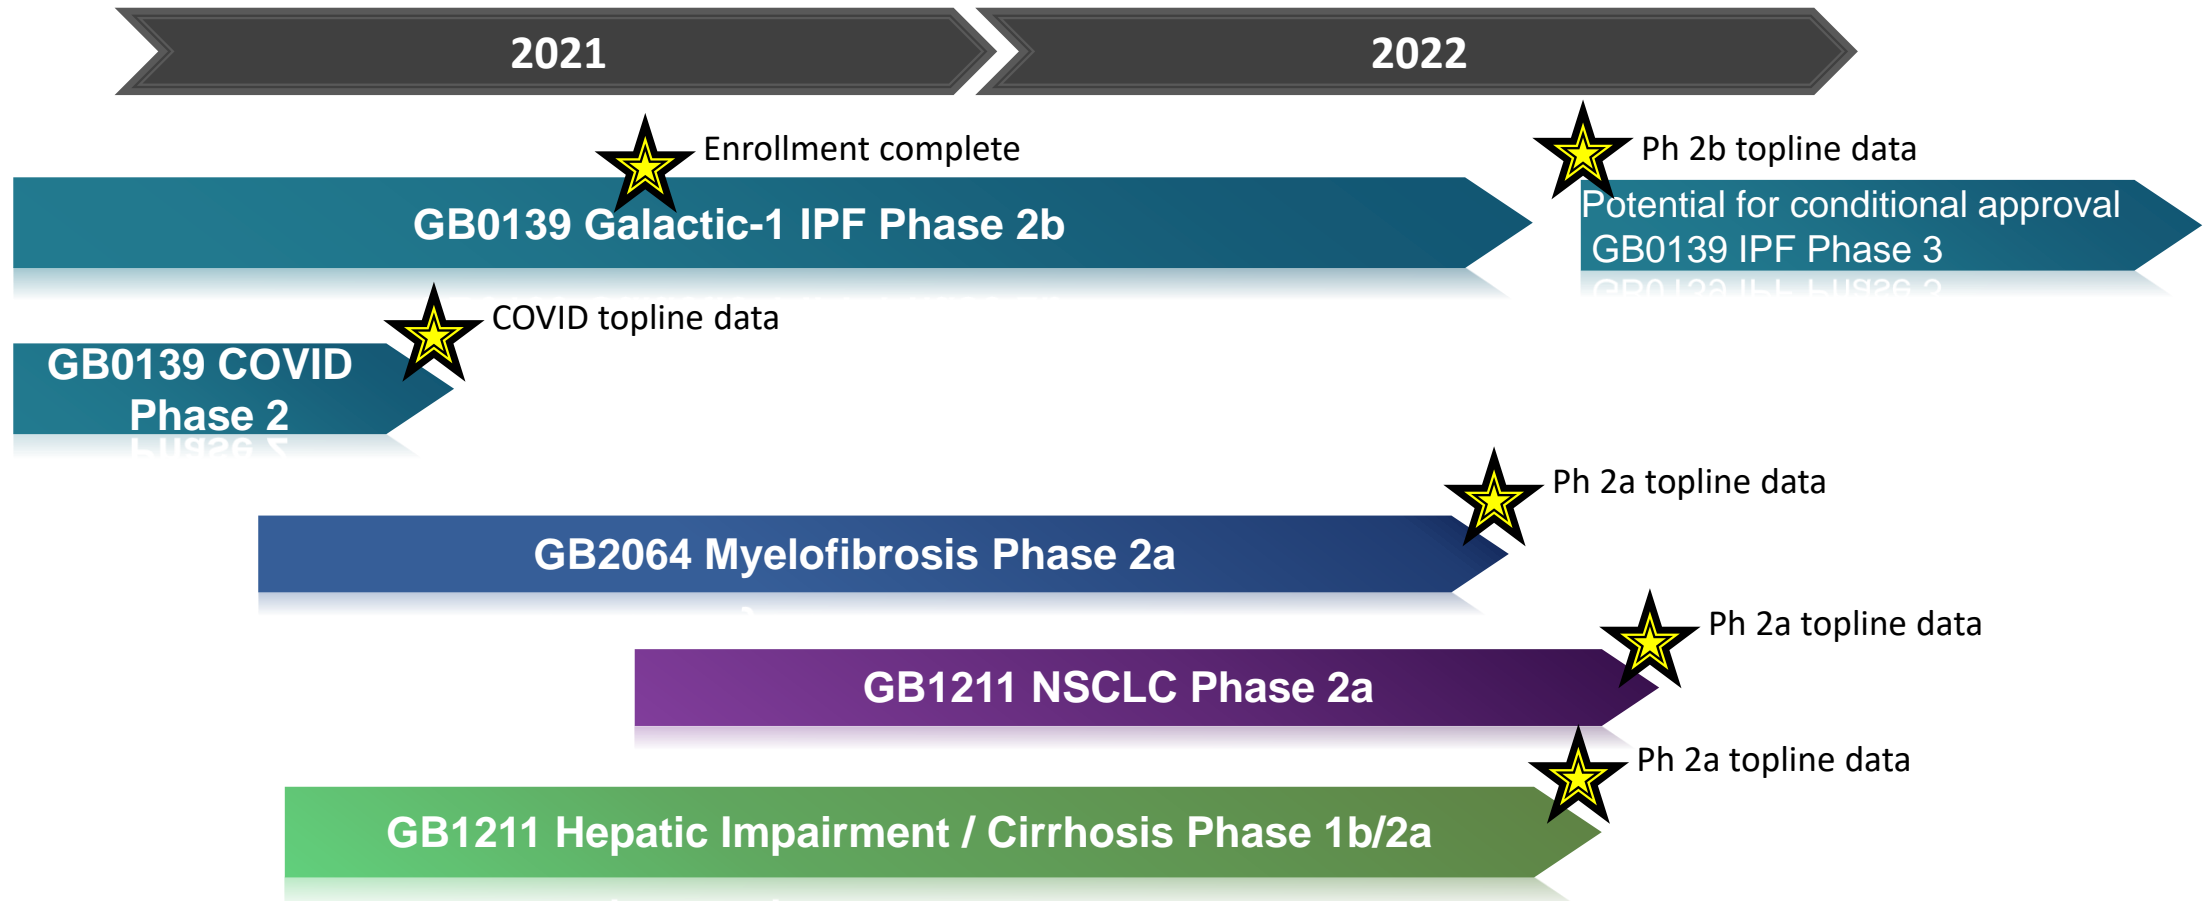 2021
2022
Enrollment complete
Ph 2b topline data
GB0139 Galactic-1 IPF Phase 2b
Potential for conditional approval
GB0139 IPF Phase 3
COVID topline data
GB0139 COVID
Phase 2
Ph 2a topline data
GB2064 Myelofibrosis Phase 2a
Ph 2a topline data
GB1211 NSCLC Phase 2a
Ph 2a topline data
GB1211 Hepatic Impairment / Cirrhosis Phase 1b/2a